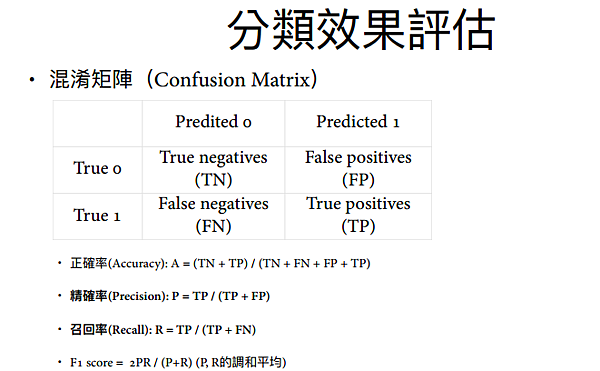 分類效果評估
• 混淆矩陣（Confusion Matrix）
Predited 0 Predicted 1
True 0 True negatives (TN) False positives (FP)
True 1 False negatives (FN) True positives (TP)
• 正確率(Accuracy): A = (TN + TP) / (TN + FN + FP + TP)
• 精確率(Precision): P = TP / (TP + FP)
• 召回率(Recall): R = TP / (TP + FN)
• F1 score = 2PR / (P+R) (P, R的調和平均)